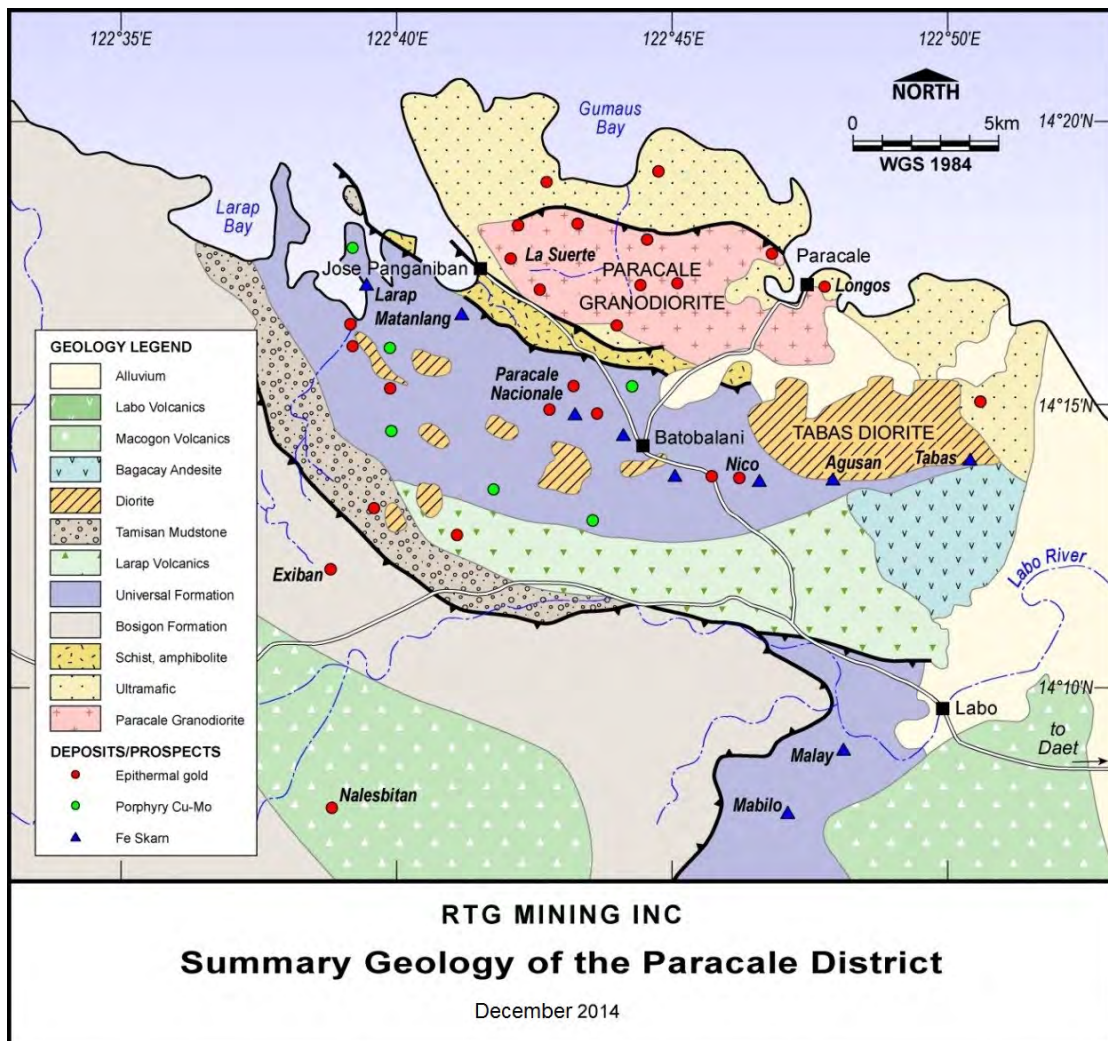 122°35'E
122°40'E
122°45'E
122°50'E
NORTH
0 5km
WGS 1984
14°20'N
Gumaus
Bay
Larap
Bay
La Suerte
PARACALE
GRANODIORITE
Paracale
Longos
Jose Panganiban
Larap
Matanlang
14°15'N
Paracale
Nacionale
TABAS DIORITE
Batobalani
Nico
Agusan
Tabas
Exiban
Labo River
14°10'N
Labo
to
Daet
Malay
Mabilo
Nalesbitan
GEOLOGY LEGEND
Alluvium
Labo Volcanics
Macogon Volcanics
Bagacay Andesite
Diorite
Tamisan Mudstone
Larap Volcanics
Universal Formation
Bosigon Formation
Schist, amphibolite
Ultramafic
Paracale Granodiorite
DEPOSITS/PROSPECTS
Epithermal gold
Porphyry Cu-Mo
Fe Skarn
RTG MINING INC
Summary Geology of the Paracale District
December 2014